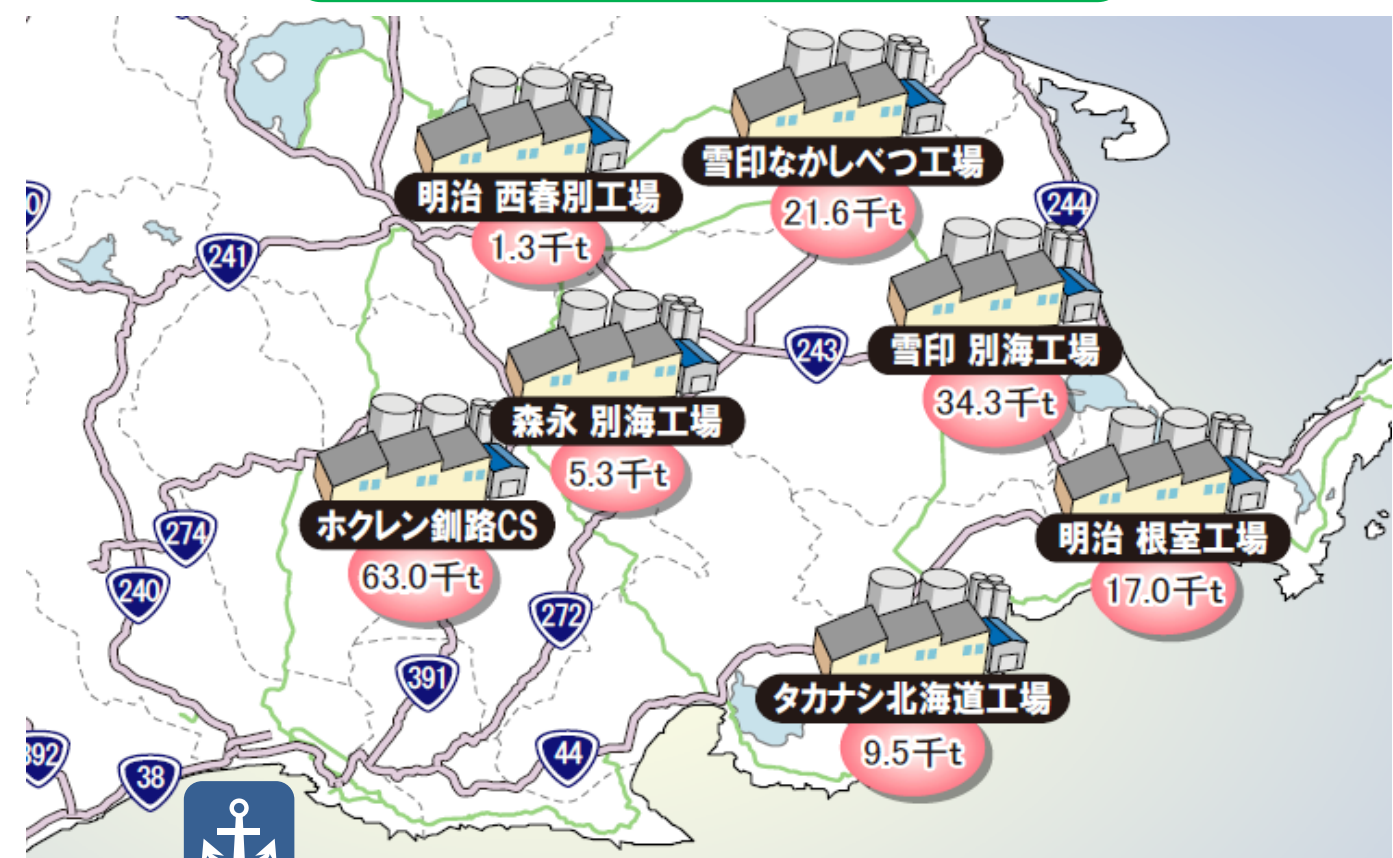 雪印なかしべつ工場
21.6千t
明治 西春別工場
1.3千t
244
241
雪印 別海工場
34.3千t
243
森永 別海工場
5.3千t
ホクレン釧路CS
63.0千t
明治 根室工場
17.0千t
274
240
272
391
タカナシ北海道工場
9.5千t
44
38